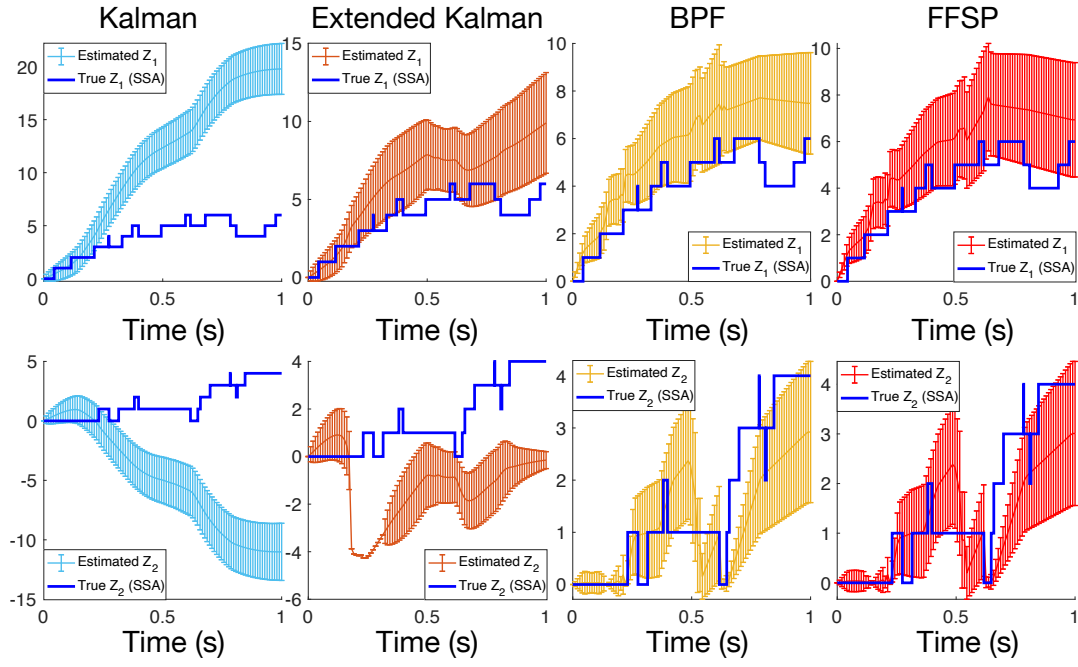 Kalman
Extended Kalman
BPF
FFSP
Estimated Z1
True Z1 (SSA)
20
15
10
5
0
0 0.5 1
Time (s)
Estimated Z1
True Z1 (SSA)
15
10
5
0
0 0.5 1
Time (s)
10
8
6
4
2
0
Estimated Z1
True Z1 (SSA)
0 0.5 1
Time (s)
10
8
6
4
2
0
Estimated Z1
True Z1 (SSA)
0 0.5 1
Time (s)
5
0
-5
-10
-15
Estimated Z2
True Z2 (SSA)
0 0.5 1
Time (s)
4
2
0
-2
-4
-6
Estimated Z2
True Z2 (SSA)
0 0.5 1
Time (s)
Estimated Z2
True Z2 (SSA)
4
3
2
1
0
0 0.5 1
Time (s)
Estimated Z2
True Z2 (SSA)
4
3
2
1
0
0 0.5 1
Time (s)